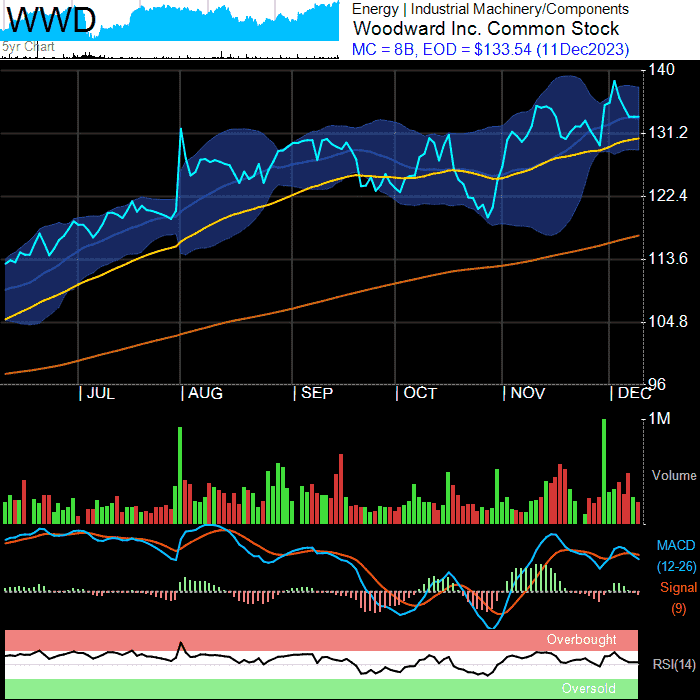 WWD
5yr Chart
Energy | Industrial Machinery/Components
Woodward Inc. Common Stock
MC = 8B, EOD = $133.54 (11Dec2023)
140
131.2
122.4
113.6
104.8
96
JUL
AUG
SEP
OCT
NOV
DEC
1M
Volume
MACD
(12-26)
Signal
(9)
Overbought
RSI(14)
Oversold